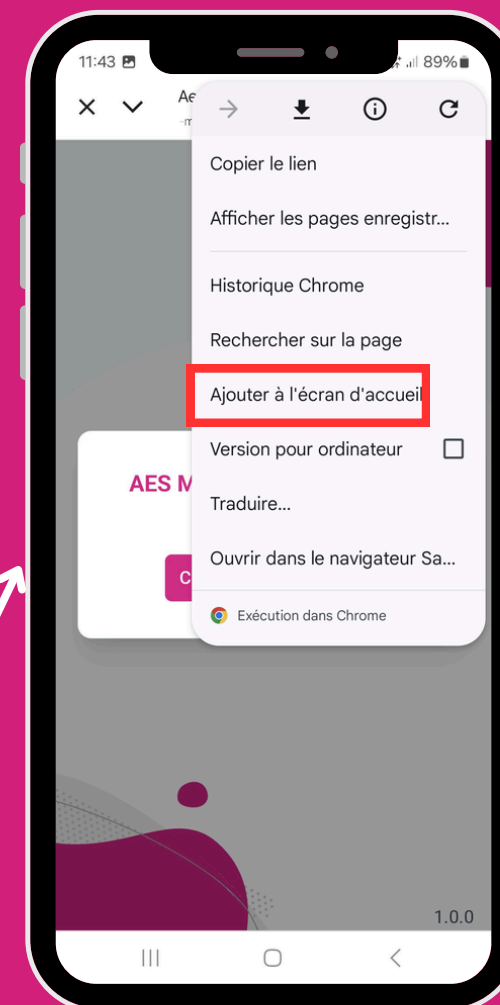 11:43 89%
Ae
Copier le lien
Afficher les pages enregistr...
Historique Chrome
Rechercher sur la page
Ajouter à l'écran d'accueil
Version pour ordinateur
AES M
Traduire...
C
Ouvrir dans le navigateur Sa...
Exécution dans Chrome
1.0.0